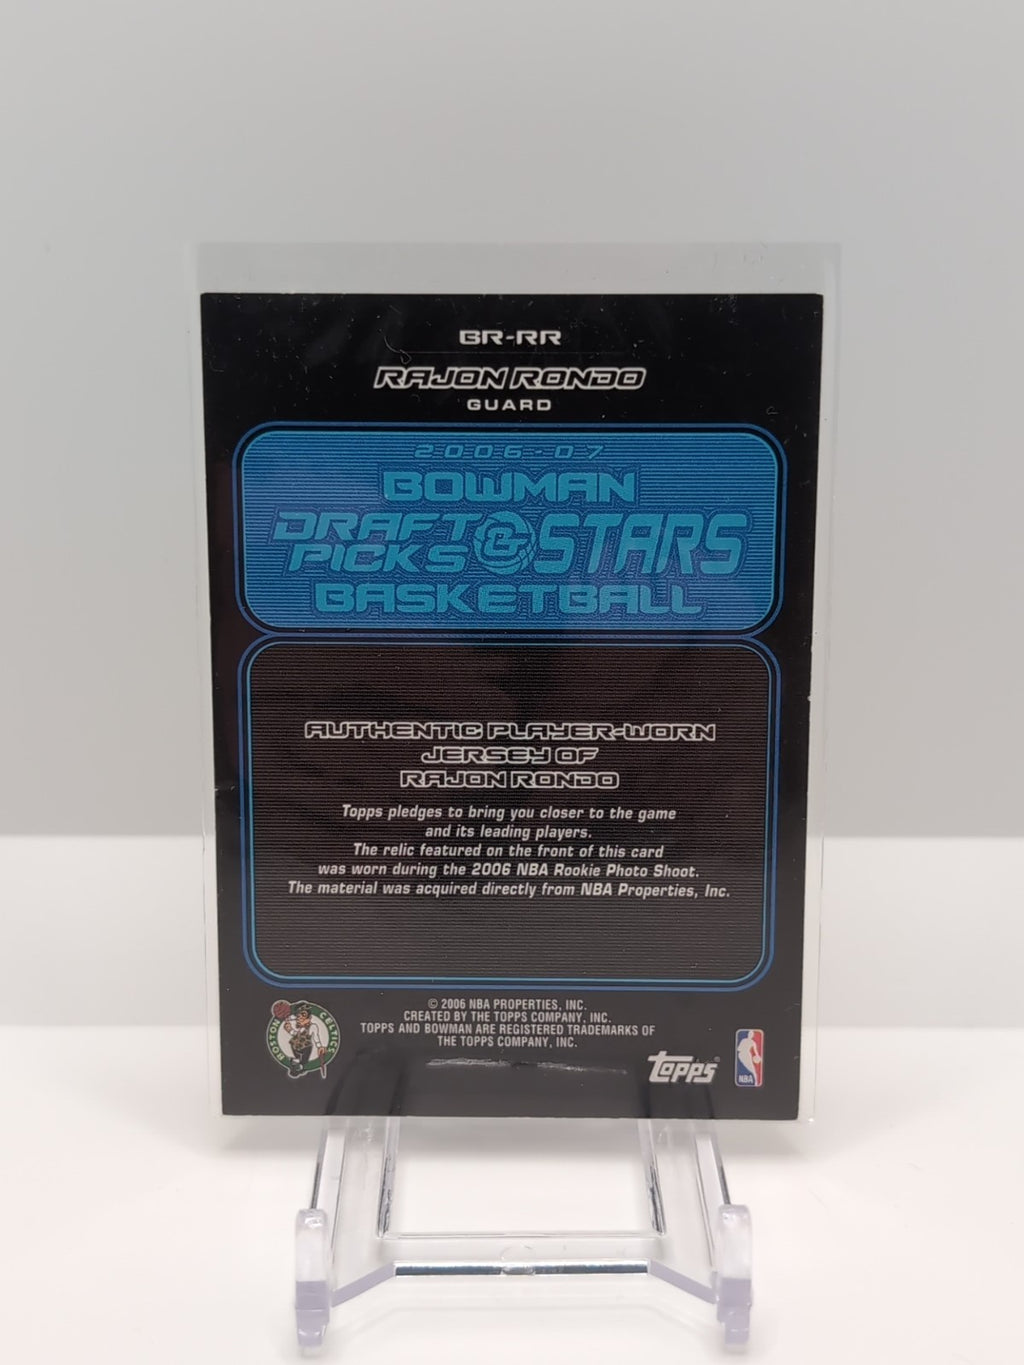 BR-RR
RAJON RONDO
GUARD
2006-07
BOWMAN
DRAFT PICKS & STARS
BASKETBALL
AUTHENTIC PLAYER-WORN
JERSEY OF
RAJON RONDO
Topps pledges to bring you closer to the game
and its leading players.
The relic featured on the front of this card
was worn during the 2006 NBA Rookie Photo Shoot.
The material was acquired directly from NBA Properties, Inc.
© 2006 NBA PROPERTIES, INC.
CREATED BY THE TOPPS COMPANY, INC.
TOPPS AND BOWMAN ARE REGISTERED TRADEMARKS OF
THE TOPPS COMPANY, INC.
BOSTON CELTICS
topps®
NBA